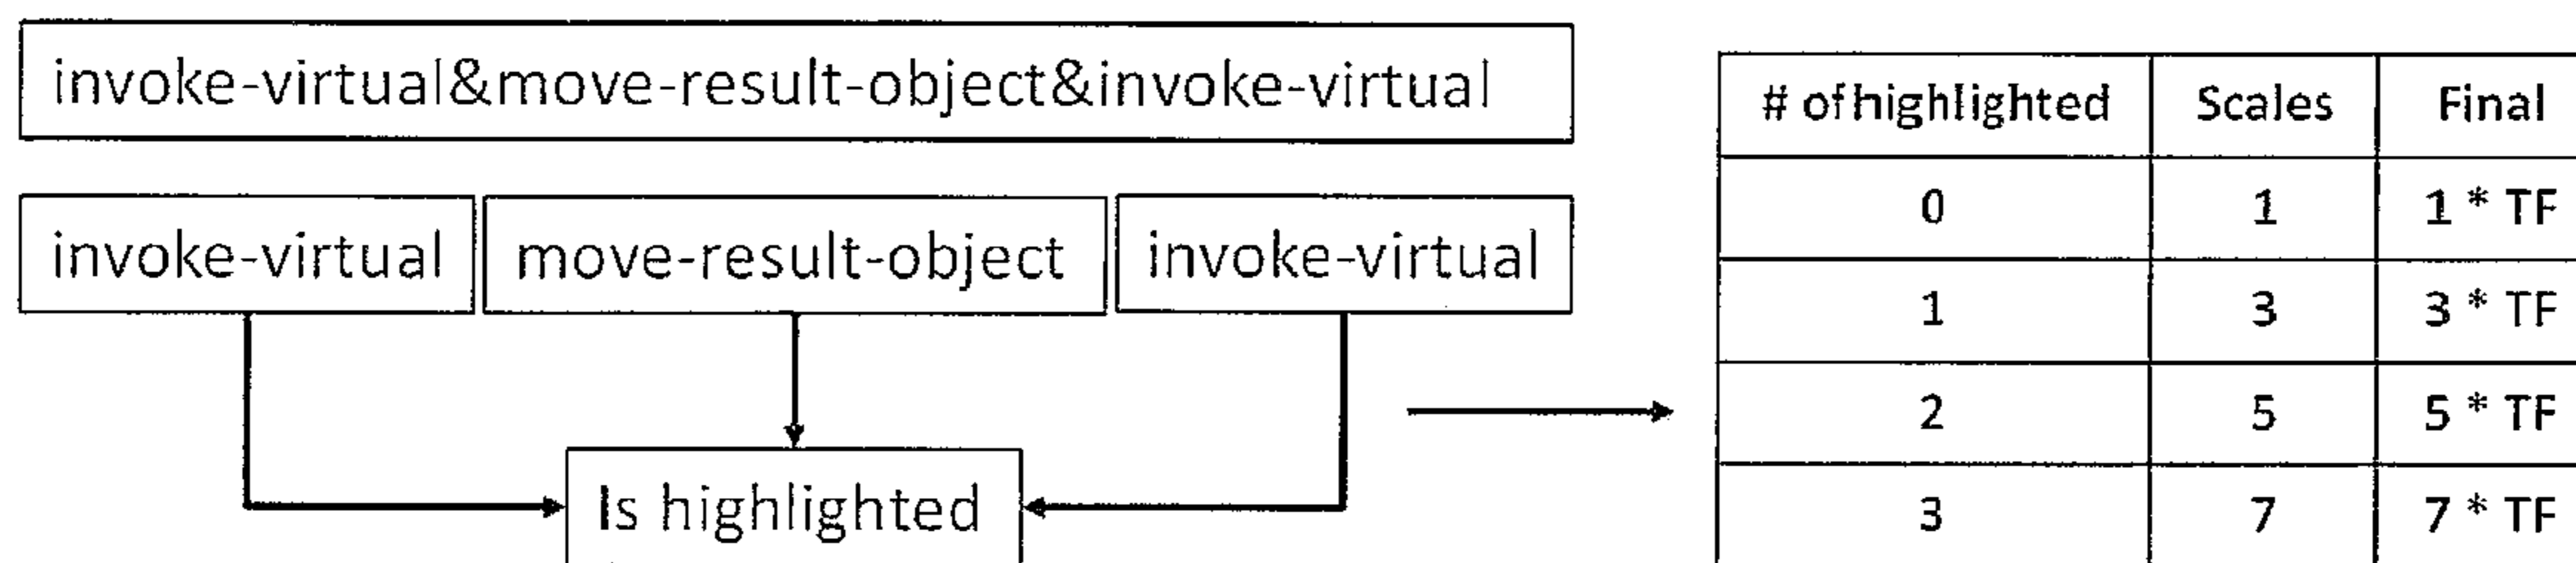 invoke-virtual&move-result-object&invoke-virtual
invoke-virtual move-result-object invoke-virtual
Is highlighted
# of highlighted Scales Final
0 1 1 * TF
1 3 3 * TF
2 5 5 * TF
3 7 7 * TF